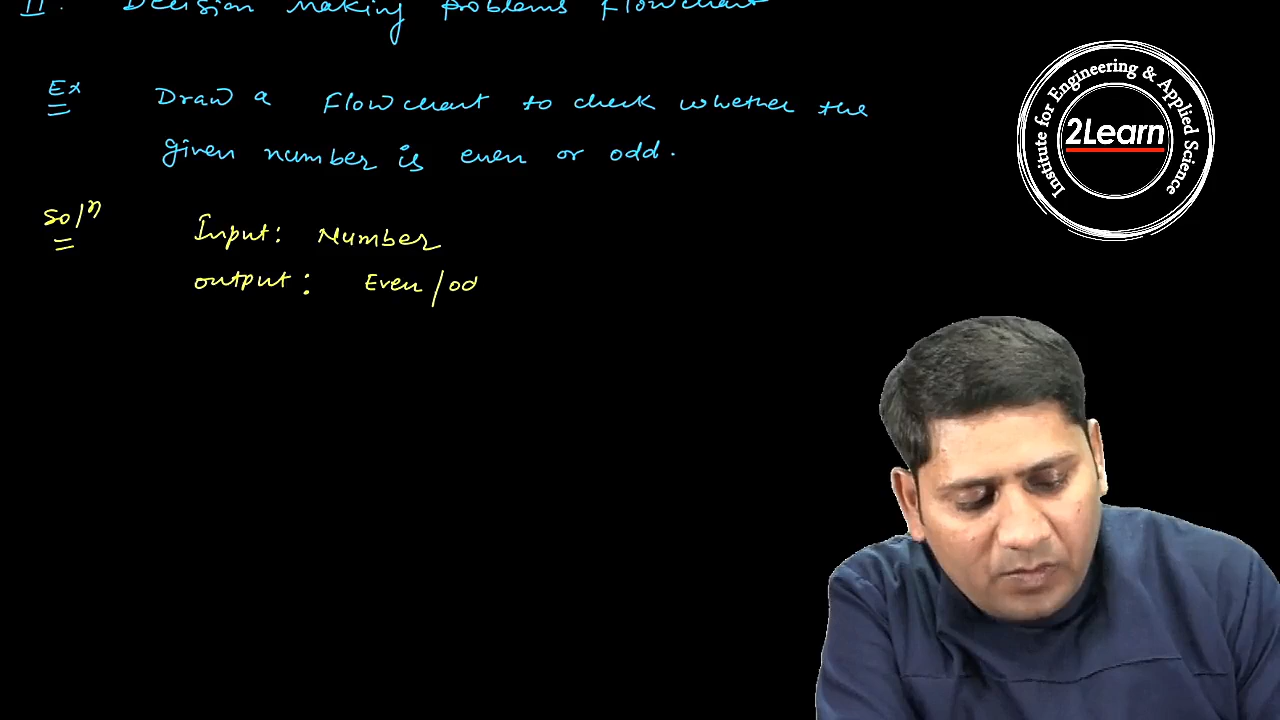 II. Decision Making Problems Flowchart
Ex Draw a Flowchart to check whether the
given number is even or odd.
Soln Input: Number
output: Even/od
Institute for Engineering & Applied Science
2Learn